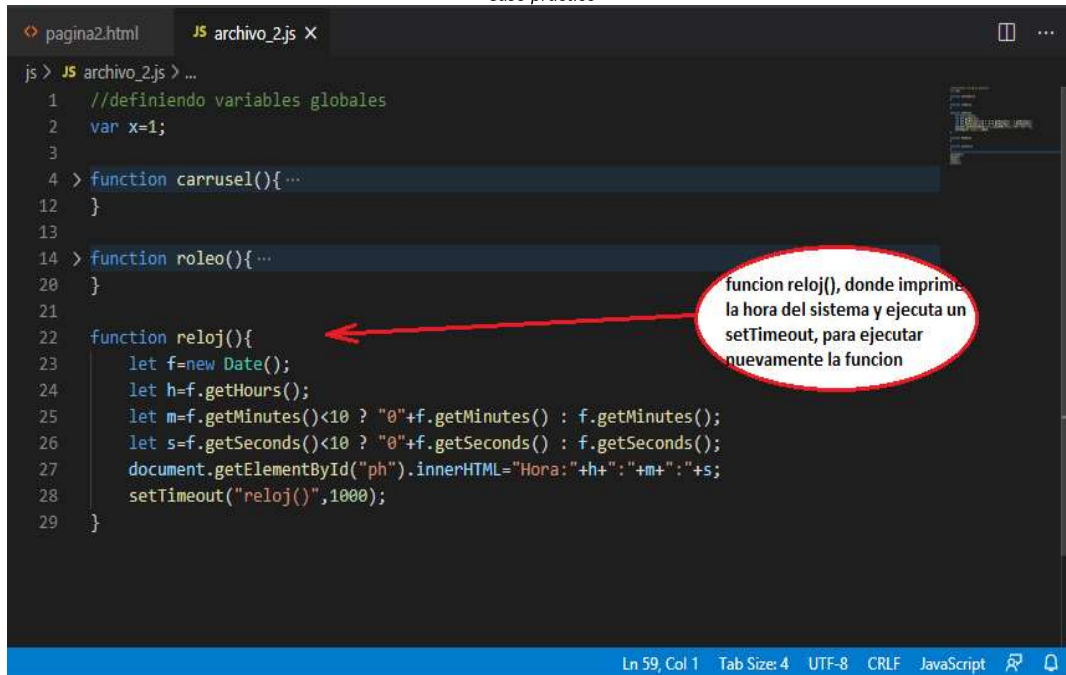 caso práctico
pagina2.html JS archivo_2.js ×
js > JS archivo_2.js > ...
1 //definiendo variables globales
2 var x=1;
3
4 > function carrusel(){ ...
12 }
13
14 > function roleo(){ ...
20 }
21
22 function reloj(){
23 let f=new Date();
24 let h=f.getHours();
25 let m=f.getMinutes()<10 ? "0"+f.getMinutes() : f.getMinutes();
26 let s=f.getSeconds()<10 ? "0"+f.getSeconds() : f.getSeconds();
27 document.getElementById("ph").innerHTML="Hora:"+h+":"+m+":"+s;
28 setTimeout("reloj()",1000);
29 }
funcion reloj(), donde imprime
la hora del sistema y ejecuta un
setTimeout, para ejecutar
nuevamente la funcion
Ln 59, Col 1 Tab Size: 4 UTF-8 CRLF JavaScript